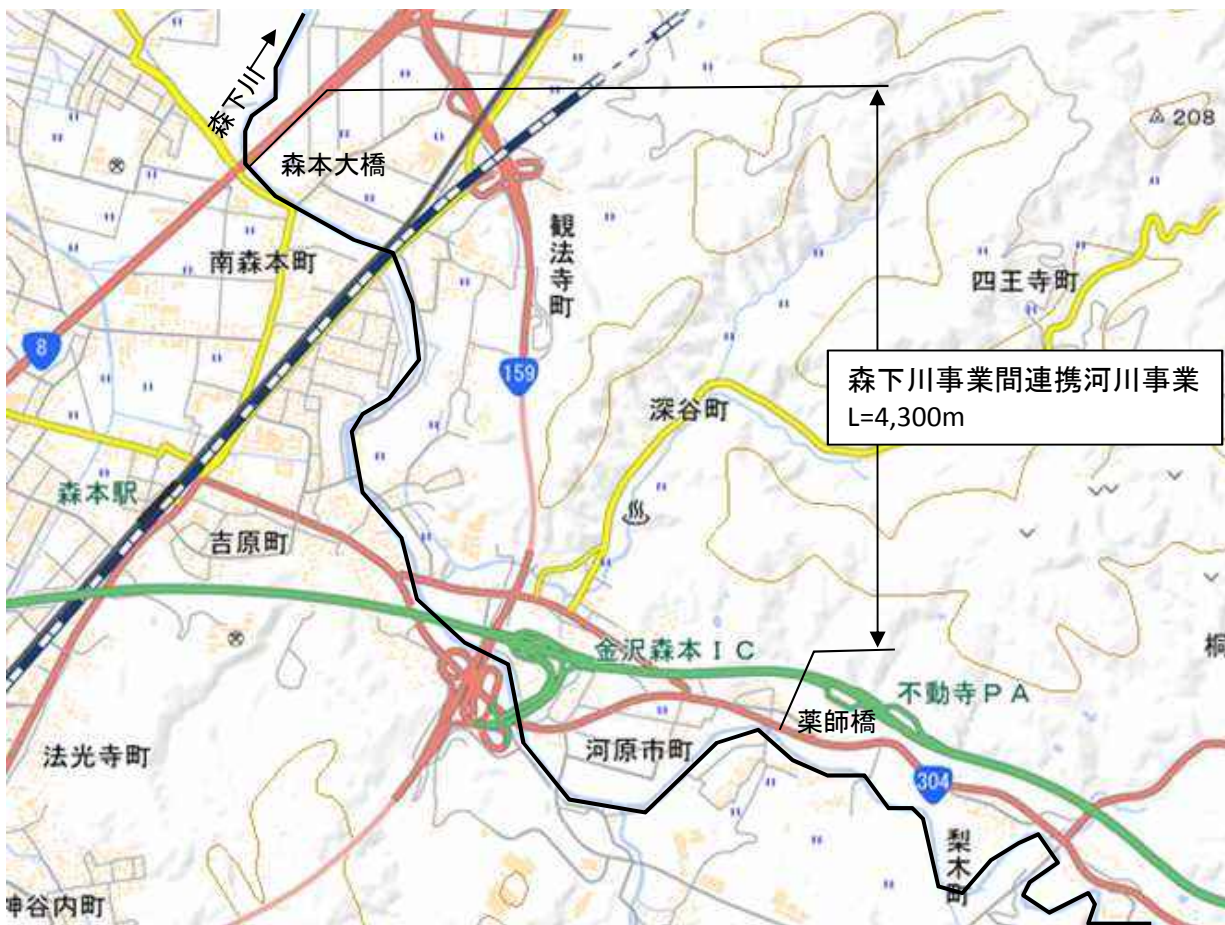 森下川
208
森本大橋
観法寺町
南森本町
四王寺町
8
159
森下川事業間連携河川事業
L=4,300m
深谷町
森本駅
吉原町
金沢森本IC
桐
不動寺PA
薬師橋
法光寺町
河原市町
304
梨木町
神谷内町